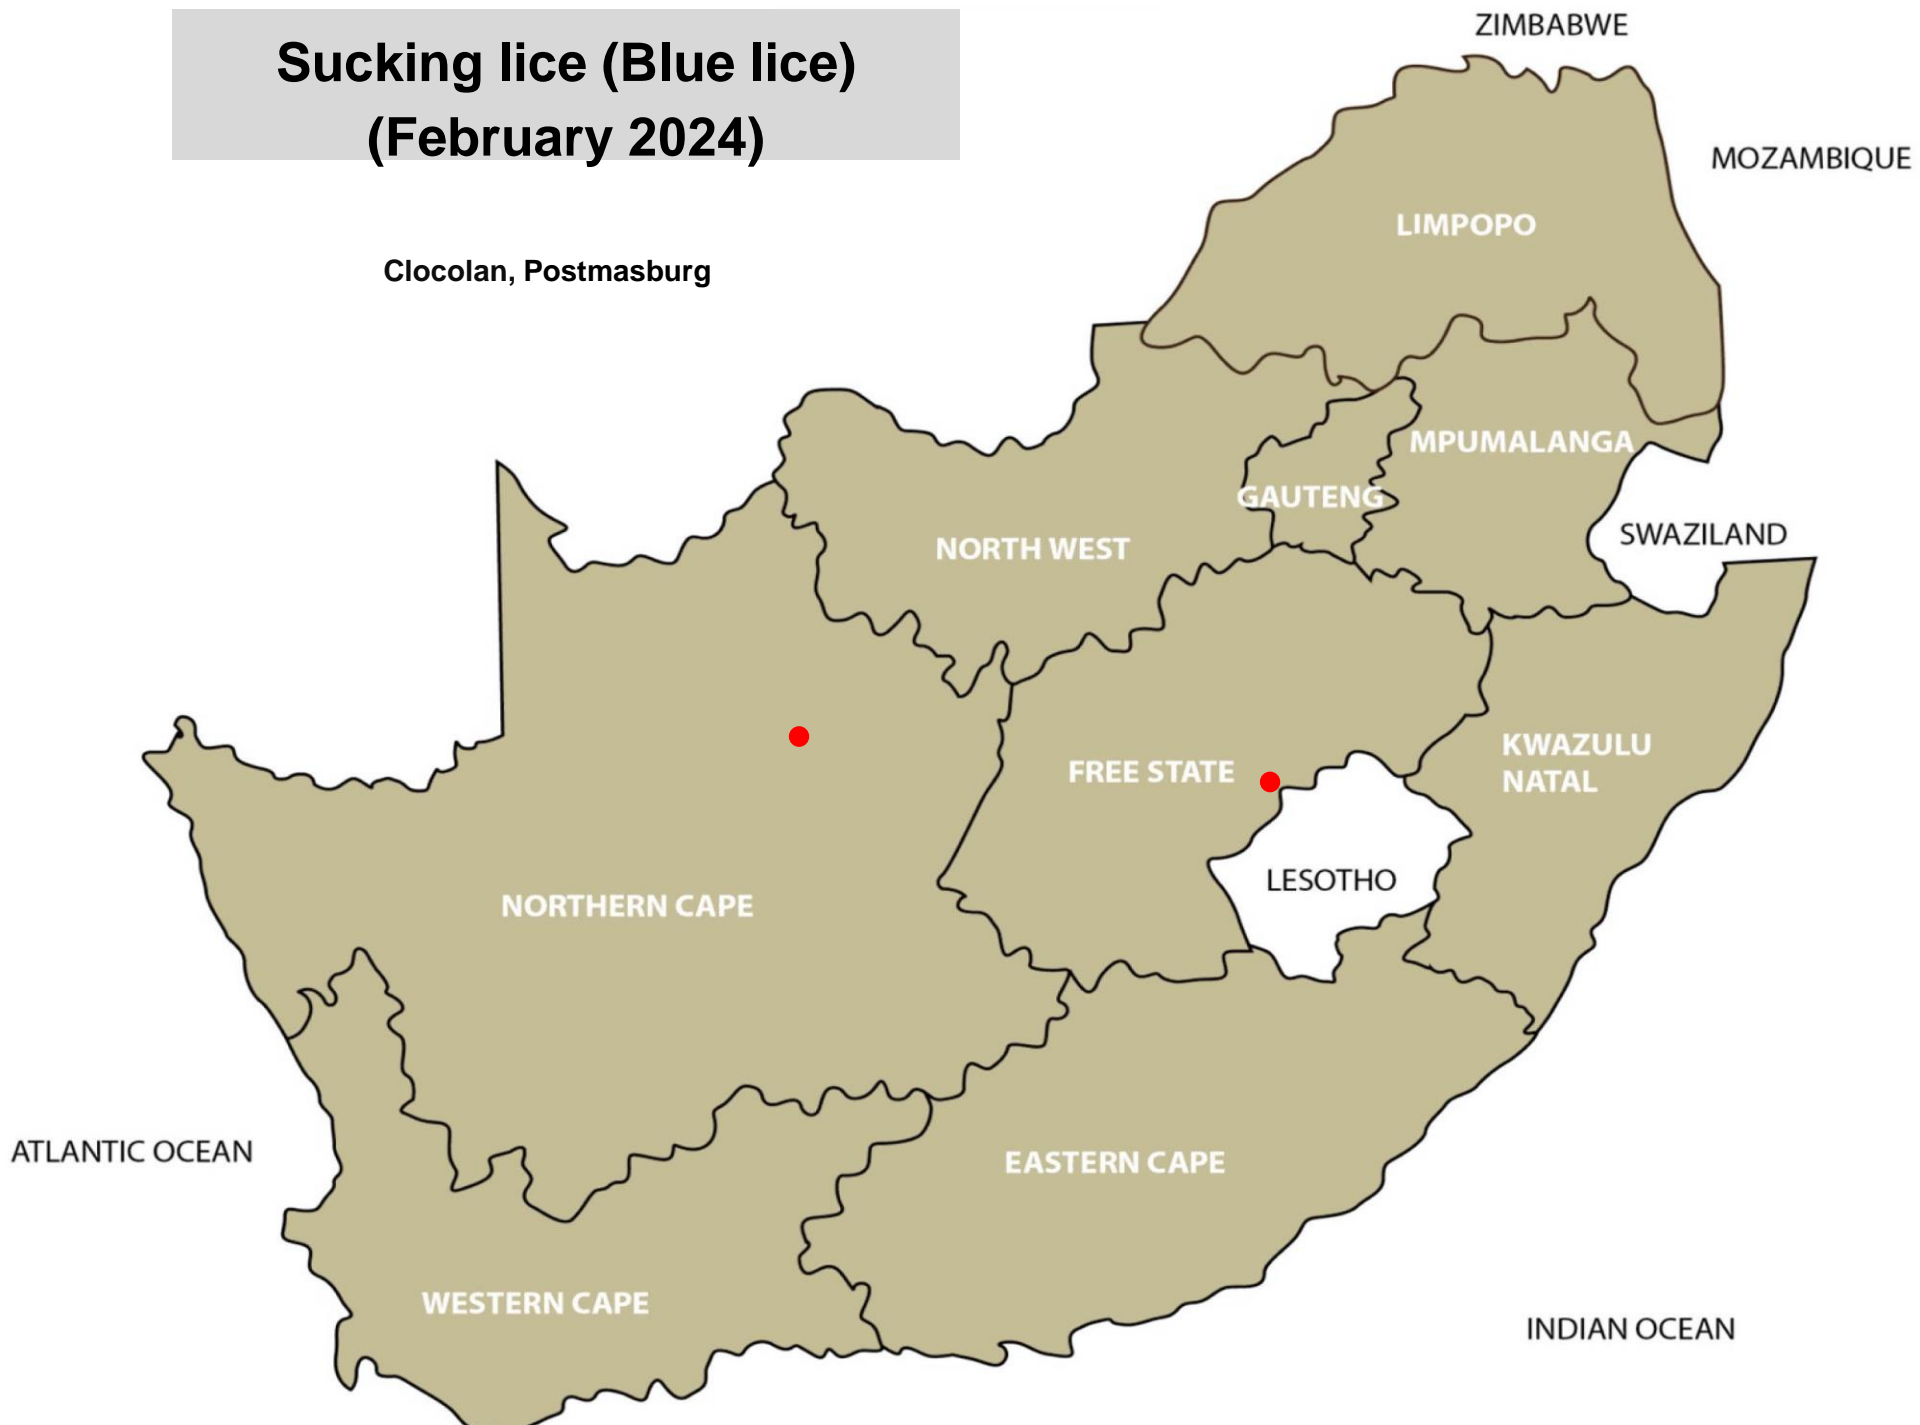 Sucking lice (Blue lice)
(February 2024)
Clocolan, Postmasburg
ZIMBABWE
MOZAMBIQUE
LIMPOPO
MPUMALANGA
GAUTENG
SWAZILAND
NORTH WEST
KWAZULU
NATAL
FREE STATE
LESOTHO
NORTHERN CAPE
ATLANTIC OCEAN
EASTERN CAPE
WESTERN CAPE
INDIAN OCEAN